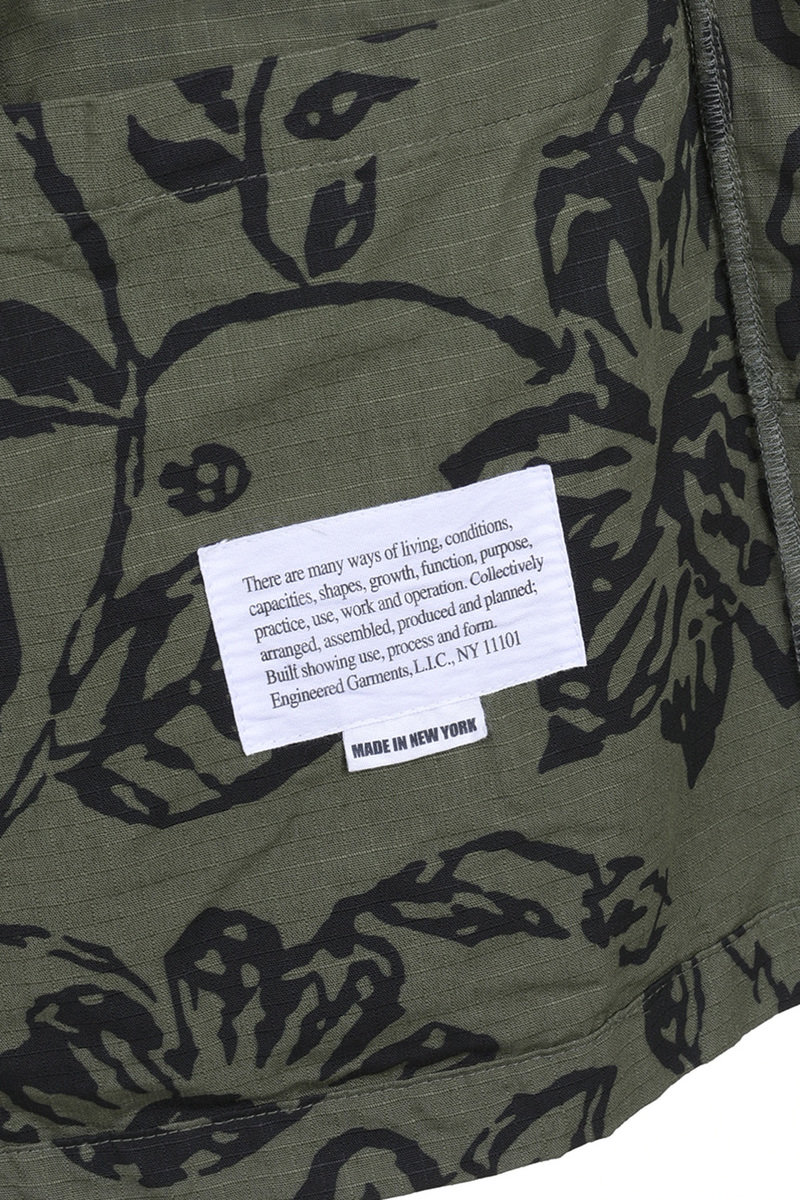 There are many ways of living, conditions,
capacities, shapes, growth, function, purpose,
practice, use, work and operation. Collectively
arranged, assembled, produced and planned;
Built showing use, process and form.
Engineered Garments, L.I.C., NY 11101
MADE IN NEW YORK